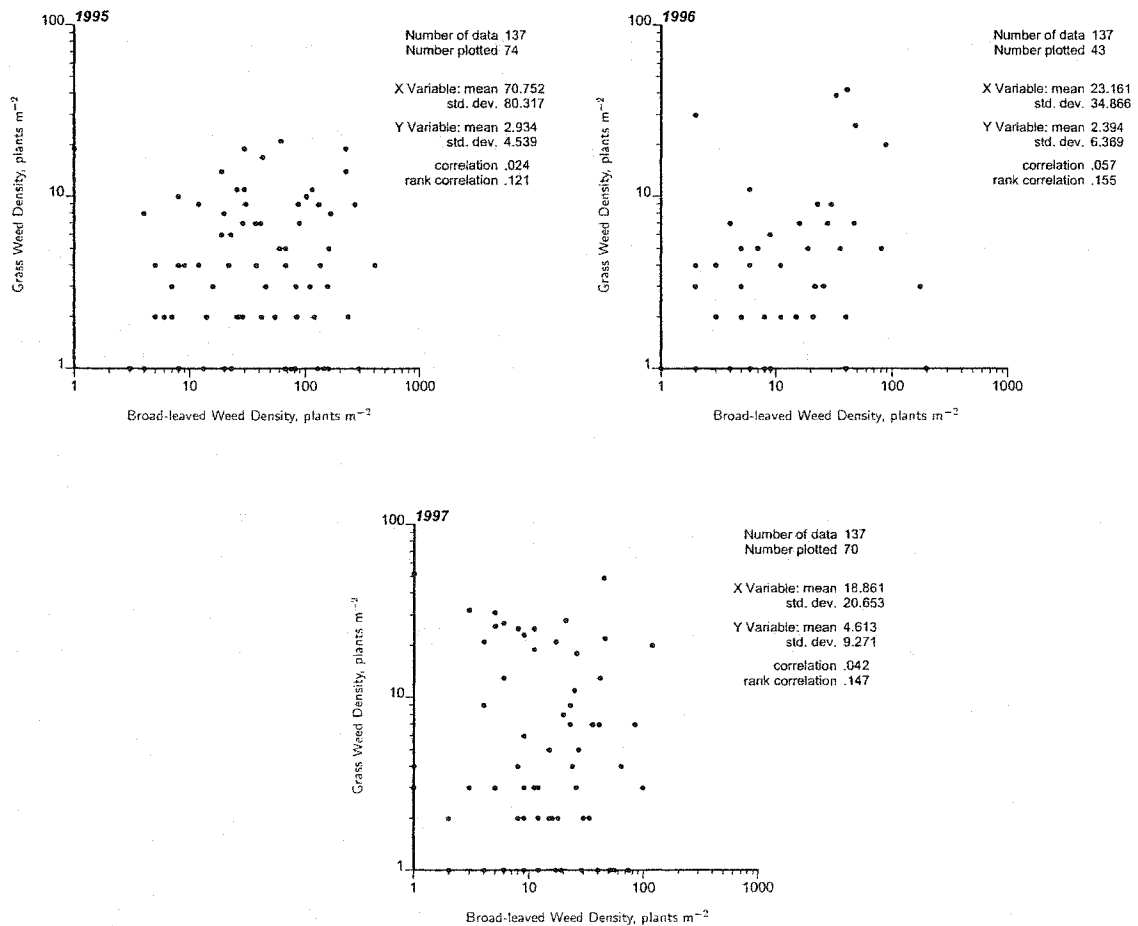 1995
100
10
1
1
10
100
1000
Grass Weed Density, plants m⁻²
Broad-leaved Weed Density, plants m⁻²
Number of data 137
Number plotted 74
X Variable: mean 70.752
std. dev. 80.317
Y Variable: mean 2.934
std. dev. 4.539
correlation .024
rank correlation .121
1996
100
10
1
1
10
100
1000
Grass Weed Density, plants m⁻²
Broad-leaved Weed Density, plants m⁻²
Number of data 137
Number plotted 43
X Variable: mean 23.161
std. dev. 34.866
Y Variable: mean 2.394
std. dev. 6.369
correlation .057
rank correlation .155
1997
100
10
1
1
10
100
1000
Grass Weed Density, plants m⁻²
Broad-leaved Weed Density, plants m⁻²
Number of data 137
Number plotted 70
X Variable: mean 18.861
std. dev. 20.653
Y Variable: mean 4.613
std. dev. 9.271
correlation .042
rank correlation .147